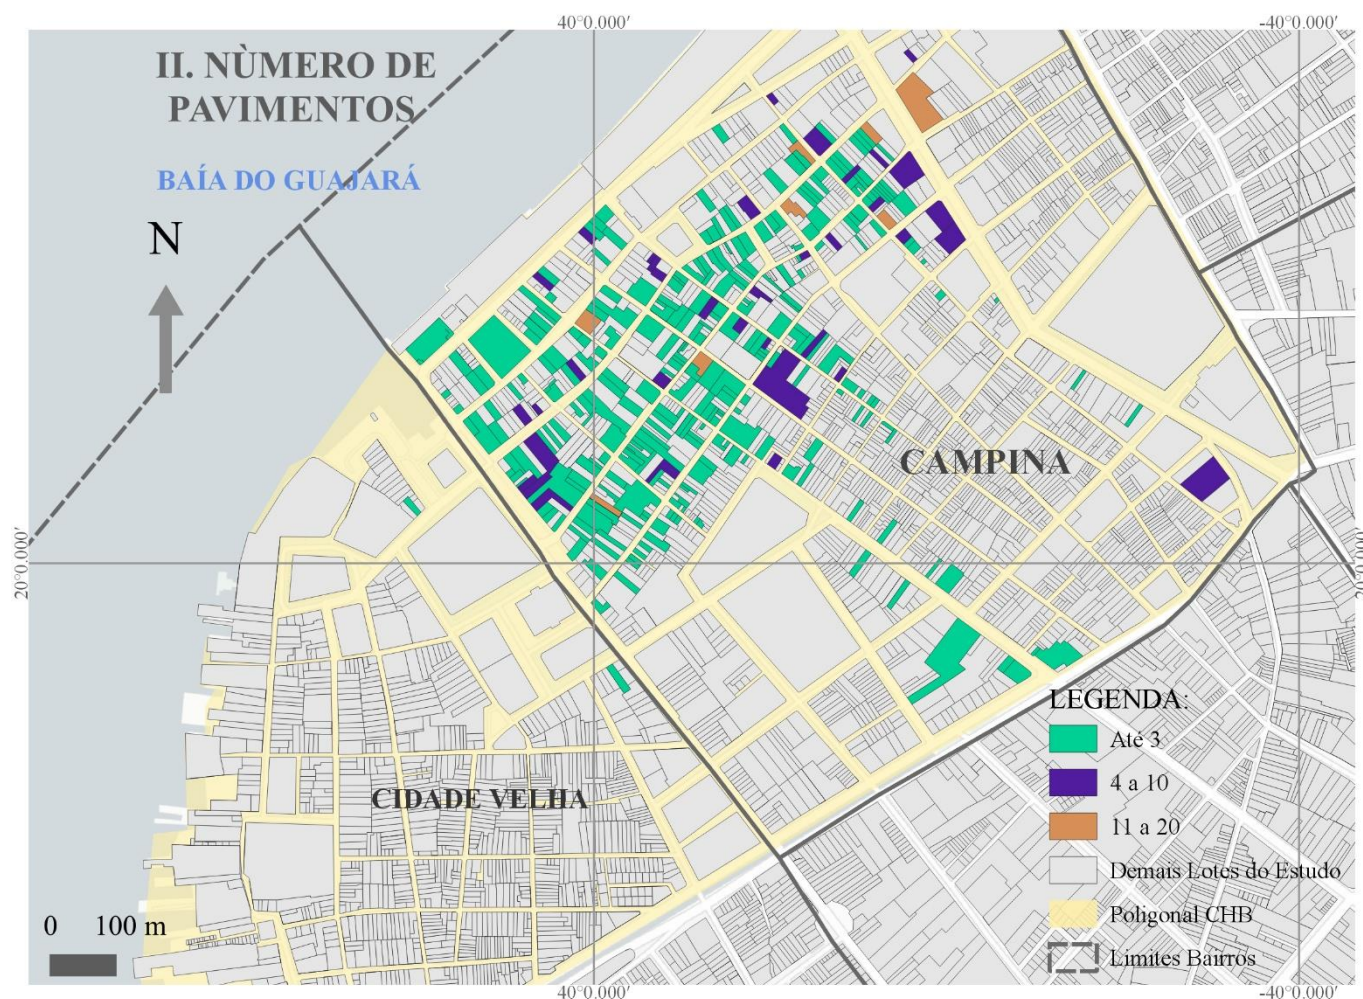 40°0.000′
-40°0.000′
II. NÙMERO DE
PAVIMENTOS
BAÍA DO GUAJARÁ
N
CAMPINA
20°0.000′
20°0.000′
LEGENDA:
Até 3
4 a 10
CIDADE VELHA
11 a 20
Demais Lotes do Estudo
Poligonal CHB
0 100 m
Limites Bairros
40°0.000′
-40°0.000′